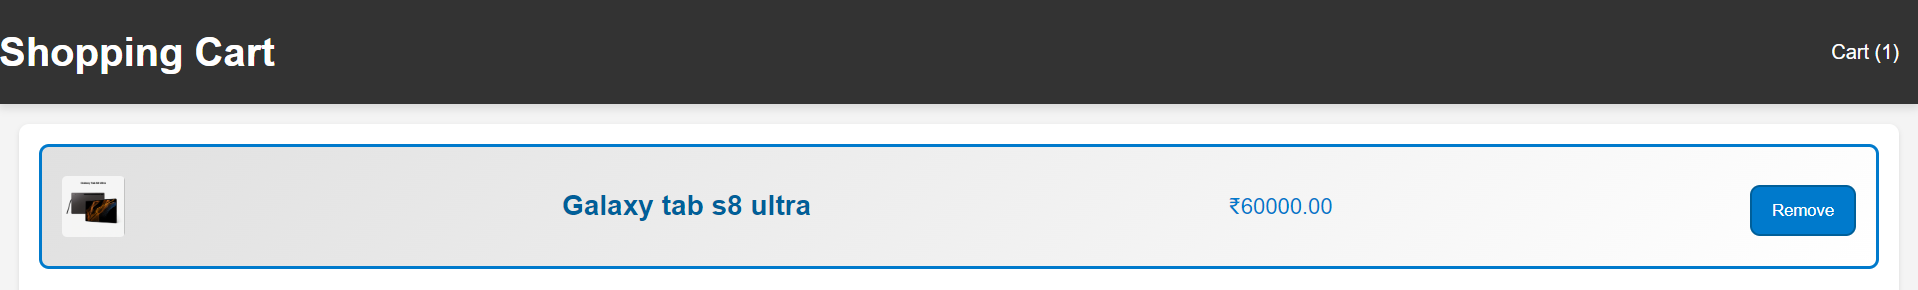 Shopping Cart
Cart (1)
Galaxy tab s8 ultra
₹60000.00
Remove